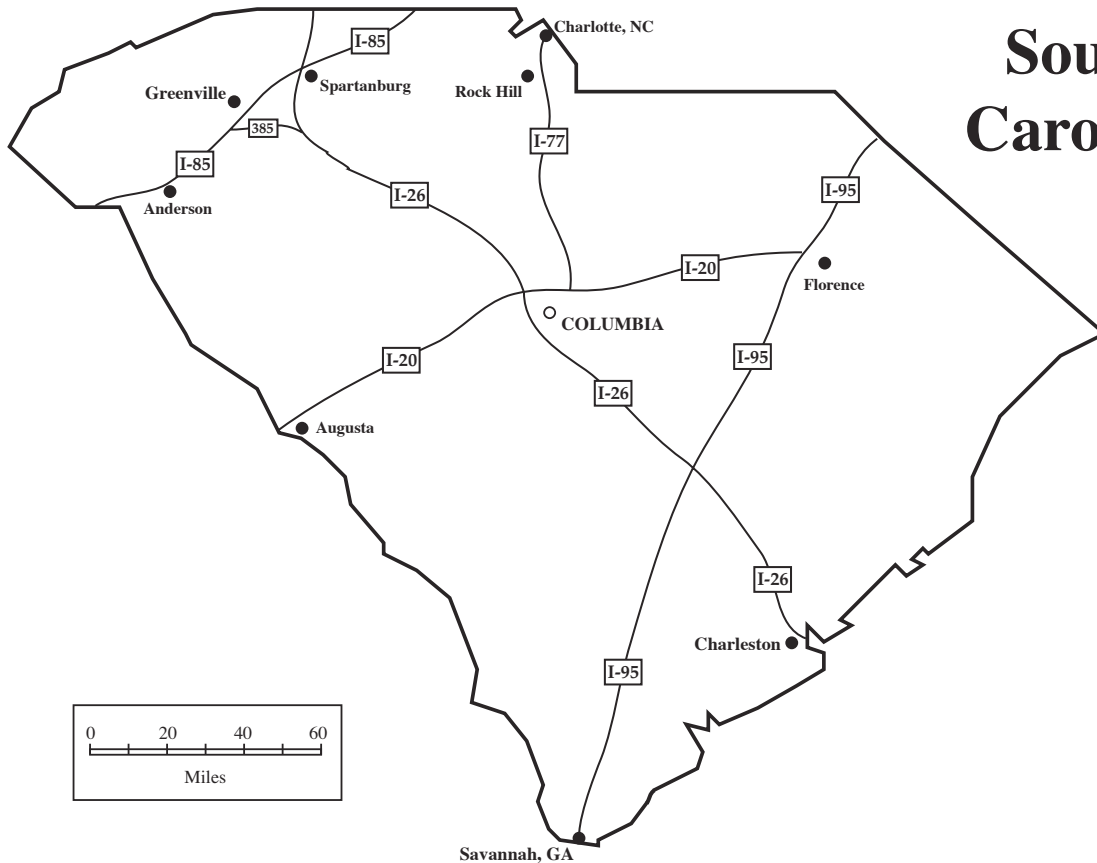 Sou
Caro
Charlotte, NC
I-85
Spartanburg
Rock Hill
Greenville
385
I-77
I-85
I-26
I-95
Anderson
I-20
Florence
COLUMBIA
I-20
I-95
I-26
Augusta
I-26
Charleston
I-95
0 20 40 60
Miles
Savannah, GA